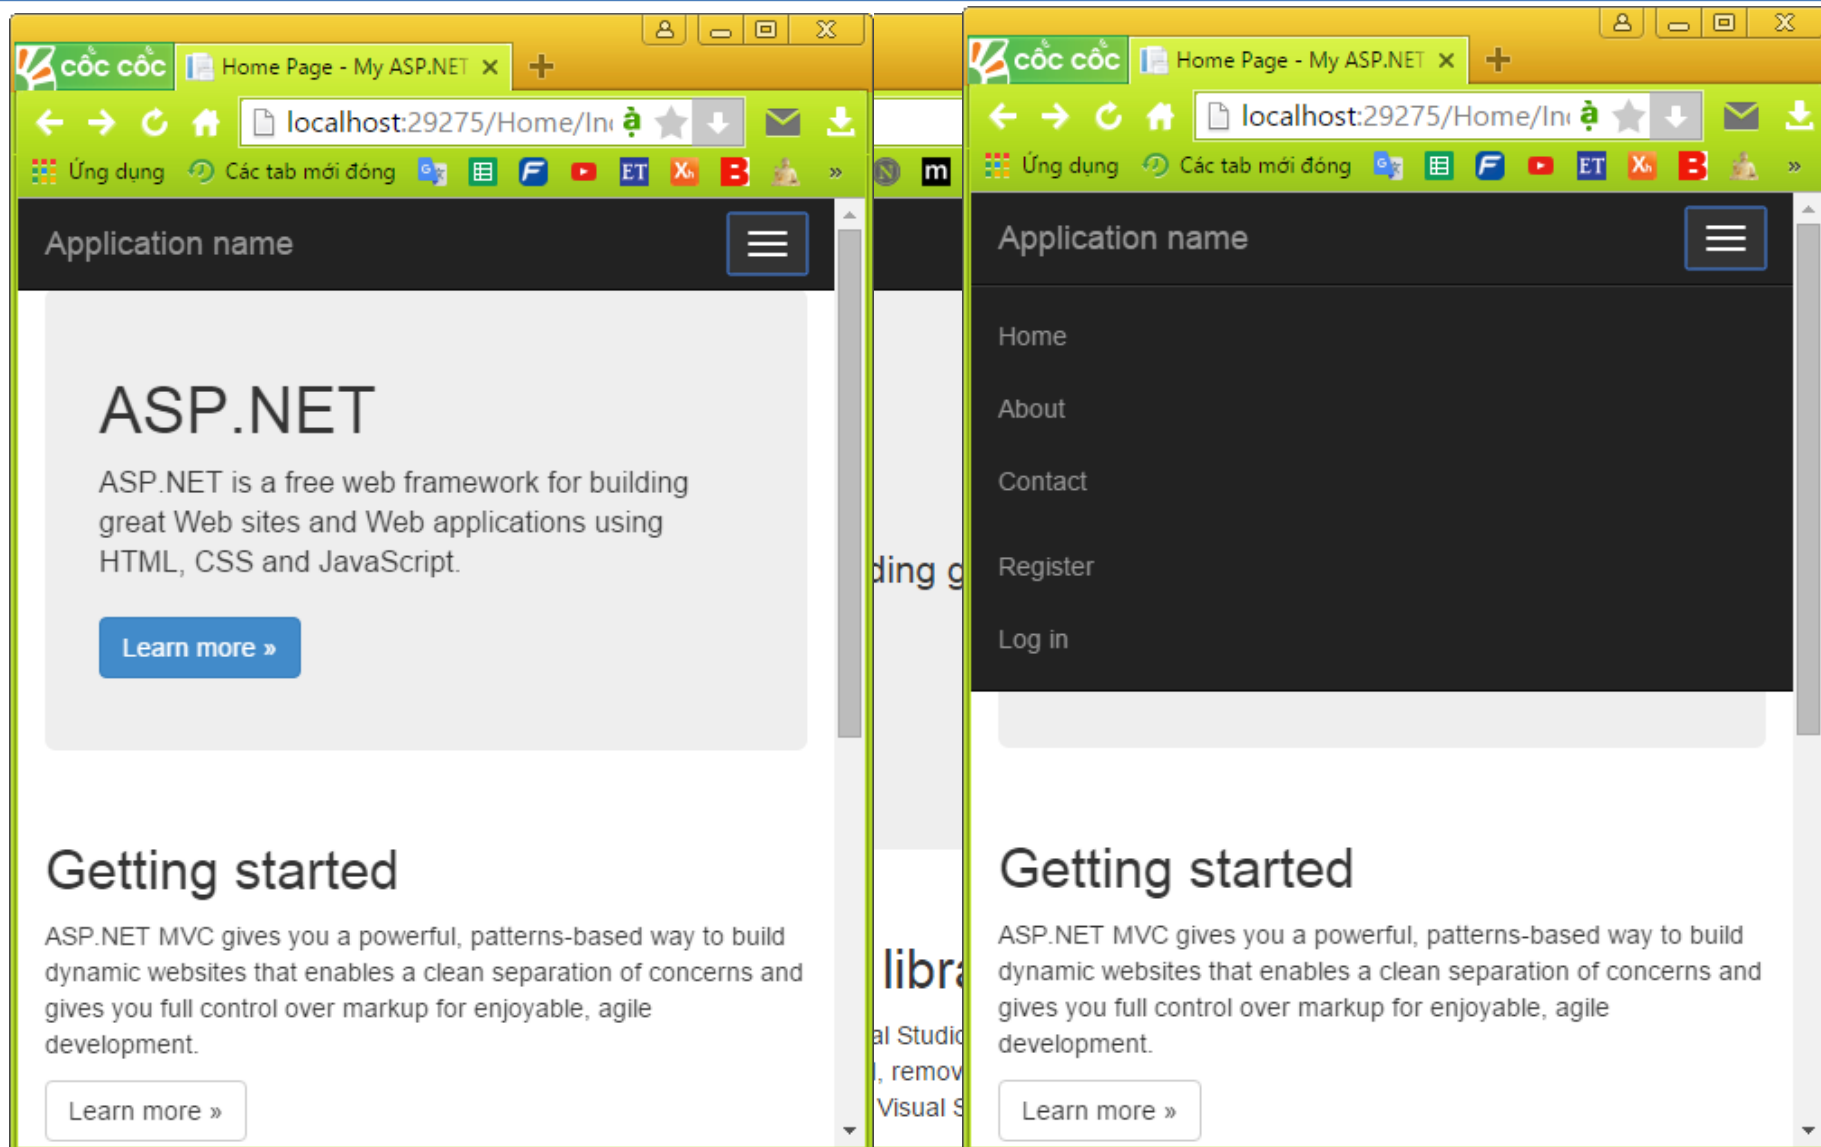 cốc cốc
Home Page - My ASP.NET
localhost:29275/Home/In
Ứng dụng
Các tab mới đóng
ET
»
Application name
ASP.NET
ASP.NET is a free web framework for building
great Web sites and Web applications using
HTML, CSS and JavaScript.
Learn more »
Getting started
ASP.NET MVC gives you a powerful, patterns-based way to build
dynamic websites that enables a clean separation of concerns and
gives you full control over markup for enjoyable, agile
development.
Learn more »
N m
ding g
libra
al Studio
, remov
Visual S
cốc cốc
Home Page - My ASP.NET
localhost:29275/Home/In
Ứng dụng
Các tab mới đóng
ET
»
Application name
Home
About
Contact
Register
Log in
Getting started
ASP.NET MVC gives you a powerful, patterns-based way to build
dynamic websites that enables a clean separation of concerns and
gives you full control over markup for enjoyable, agile
development.
Learn more »